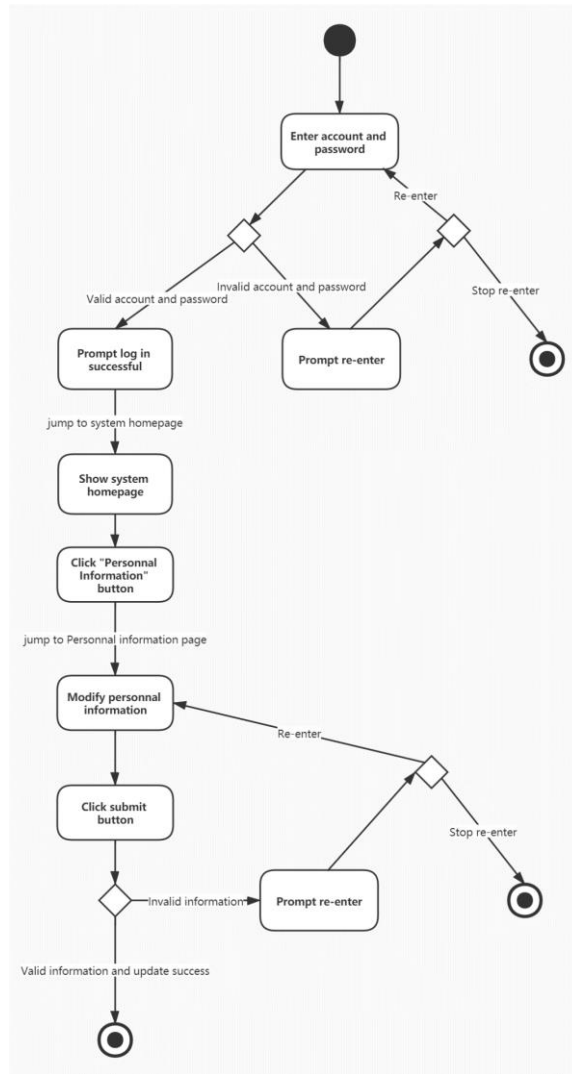 Enter account and
password
Re-enter
Valid account and password
Invalid account and password
Stop re-enter
Prompt log in
successful
Prompt re-enter
jump to system homepage
Show system
homepage
Click "Personnal
Information"
button
jump to Personnal information page
Modify personnal
information
Re-enter
Click submit
button
Stop re-enter
Invalid information
Prompt re-enter
Valid information and update success